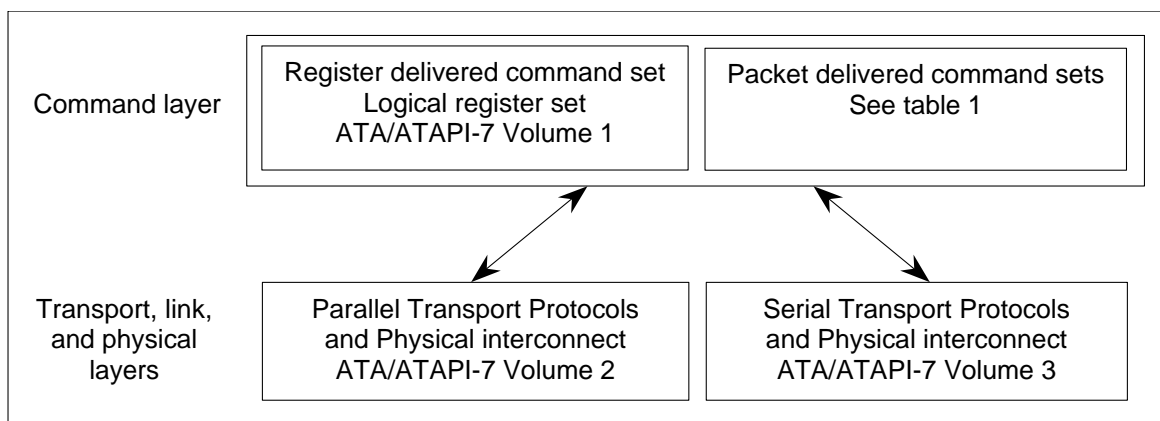 Command layer
Register delivered command set
Logical register set
ATA/ATAPI-7 Volume 1
Packet delivered command sets
See table 1
Transport, link,
and physical
layers
Parallel Transport Protocols
and Physical interconnect
ATA/ATAPI-7 Volume 2
Serial Transport Protocols
and Physical interconnect
ATA/ATAPI-7 Volume 3